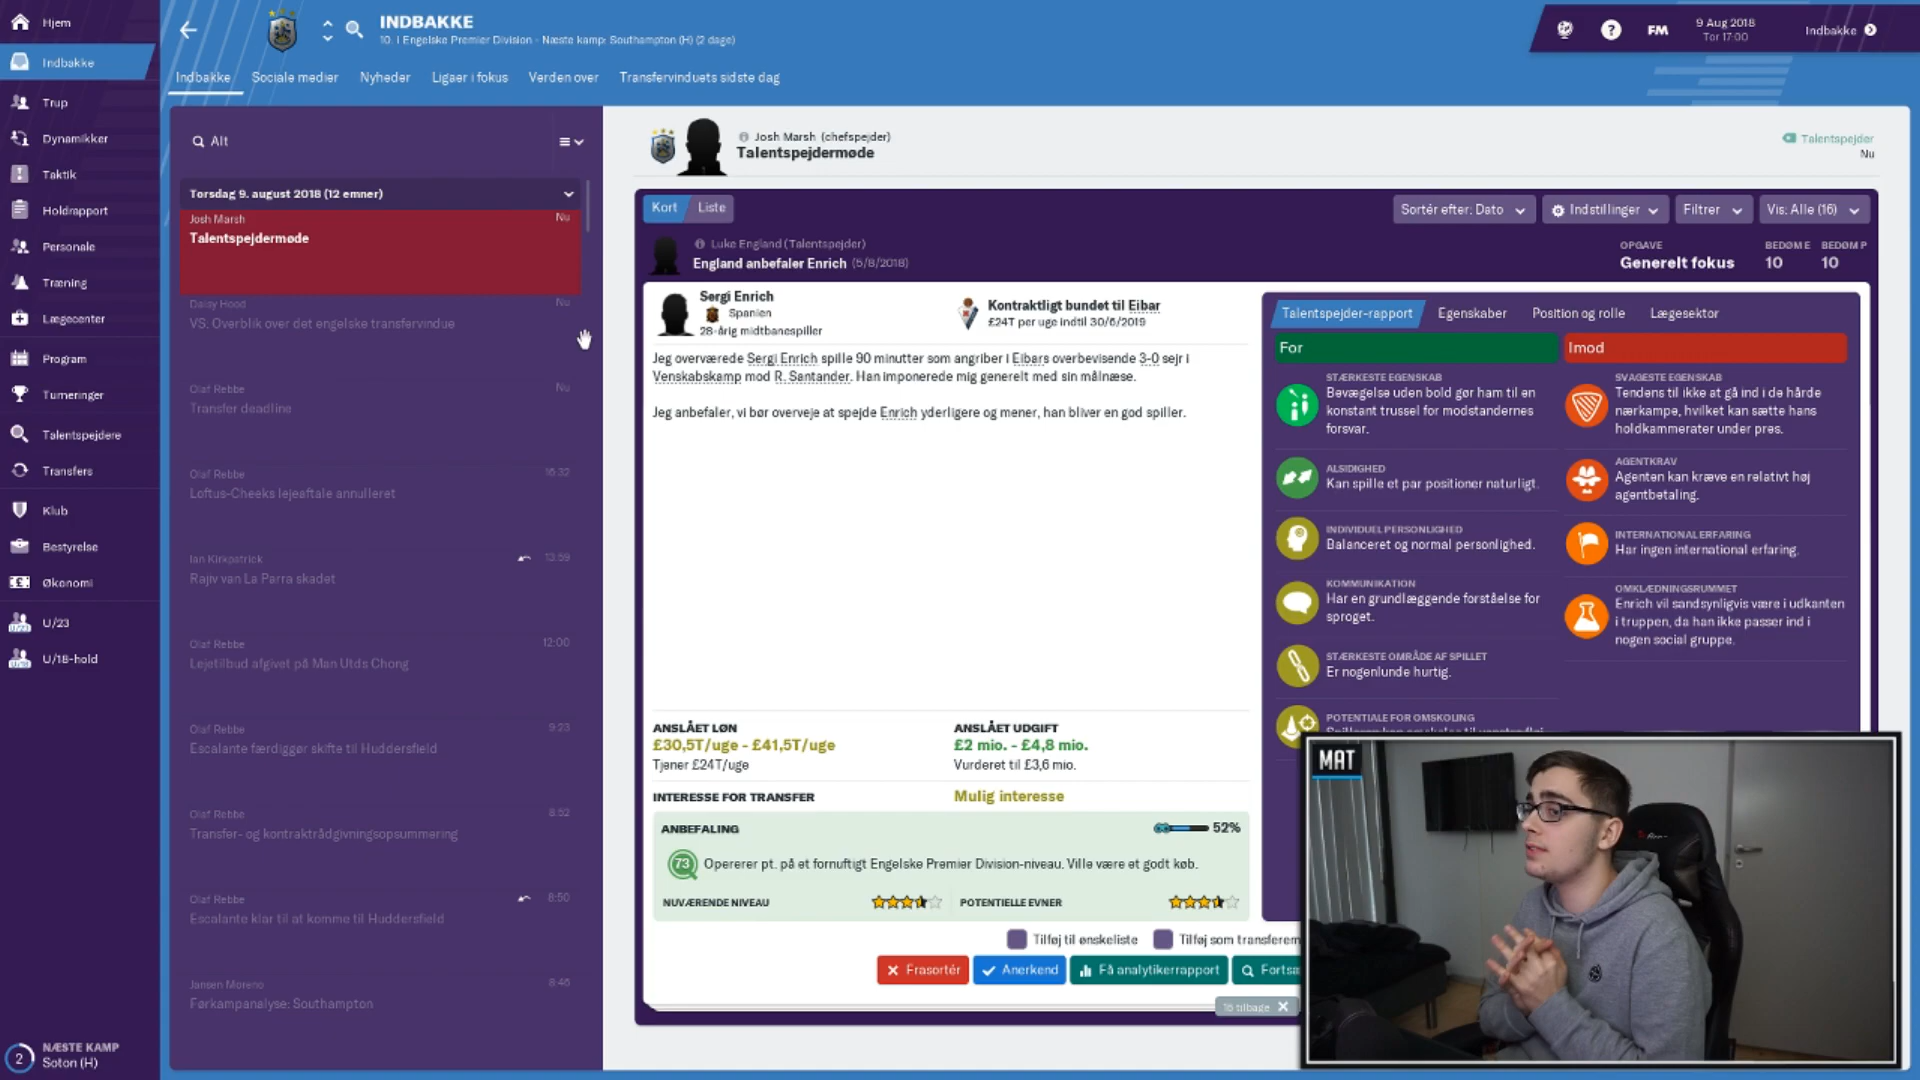 Hjem
Indbakke
Trup
Dynamikker
Taktik
Holdrapport
Personale
Træning
Lægecenter
Program
Turneringer
Talentspejdere
Transfers
Klub
Bestyrelse
Økonomi
U/23
U/18-hold
2
NÆSTE KAMP
Soton (H)
INDBAKKE
10. i Engelske Premier Division - Næste kamp: Southampton (H) (2 dage)
Indbakke Sociale medier Nyheder Ligaer i fokus Verden over Transfervinduets sidste dag
? FM
9 Aug 2018
Tor 17:00
Indbakke
Alt
Torsdag 9. august 2018 (12 emner)
Josh Marsh Nu
Talentspejdermøde
Daisy Hood Nu
VS. Overblik over det engelske transfervindue
Olaf Rebbe Nu
Transfer deadline
Olaf Rebbe 16:32
Loftus-Cheeks lejeaftale annulleret
Ian Kirkpatrick 13:59
Rajiv van La Parra skadet
Olaf Rebbe 12:00
Lejetilbud afgivet på Man Utds Chong
Olaf Rebbe 9:23
Escalante færdiggør skifte til Huddersfield
Olaf Rebbe 8:52
Transfer- og kontraktrådgivningsopsummering
Olaf Rebbe 8:50
Escalante klar til at komme til Huddersfield
Jansen Moreno 8:46
Førkampanalyse: Southampton
Josh Marsh (chefspejder)
Talentspejdermøde
Talentspejder
Nu
Kort Liste
Sortér efter: Dato Indstillinger Filtrer Vis: Alle (16)
Luke England (Talentspejder)
England anbefaler Enrich (5/8/2018)
OPGAVE BEDØM E BEDØM P
Generelt fokus 10 10
Sergi Enrich
Spanien
28-årig midtbanespiller
Kontraktligt bundet til Eibar
£24T per uge indtil 30/6/2019
Jeg overværede Sergi Enrich spille 90 minutter som angriber i Eibars overbevisende 3-0 sejr i
Venskabskamp mod R. Santander. Han imponerede mig generelt med sin målnæse.
Jeg anbefaler, vi bør overveje at spejde Enrich yderligere og mener, han bliver en god spiller.
ANSLÅET LØN
£30,5T/uge - £41,5T/uge
Tjener £24T/uge
ANSLÅET UDGIFT
£2 mio. - £4,8 mio.
Vurderet til £3,6 mio.
INTERESSE FOR TRANSFER Mulig interesse
ANBEFALING 52%
73 Opererer pt. på et fornuftigt Engelske Premier Division-niveau. Ville være et godt køb.
NUVÆRENDE NIVEAU POTENTIELLE EVNER
Tilføj til ønskeliste Tilføj som transferem
Frasortér Anerkend Få analytikerrapport Fortsæ
tilbage
Talentspejder-rapport Egenskaber Position og rolle Lægesektor
For
STÆRKESTE EGENSKAB
Bevægelse uden bold gør ham til en
konstant trussel for modstandernes
forsvar.
ALSIDIGHED
Kan spille et par positioner naturligt.
INDIVIDUEL PERSONLIGHED
Balanceret og normal personlighed.
KOMMUNIKATION
Har en grundlæggende forståelse for
sproget.
STÆRKESTE OMRÅDE AF SPILLET
Er nogenlunde hurtig.
POTENTIALE FOR OMSKOLING
Imod
SVAGESTE EGENSKAB
Tendens til ikke at gå ind i de hårde
nærkampe, hvilket kan sætte hans
holdkammerater under pres.
AGENTKRAV
Agenten kan kræve en relativt høj
agentbetaling.
INTERNATIONAL ERFARING
Har ingen international erfaring.
OMKLÆDNINGSRUMMET
Enrich vil sandsynligvis være i udkanten
i truppen, da han ikke passer ind i
nogen social gruppe.
MAT